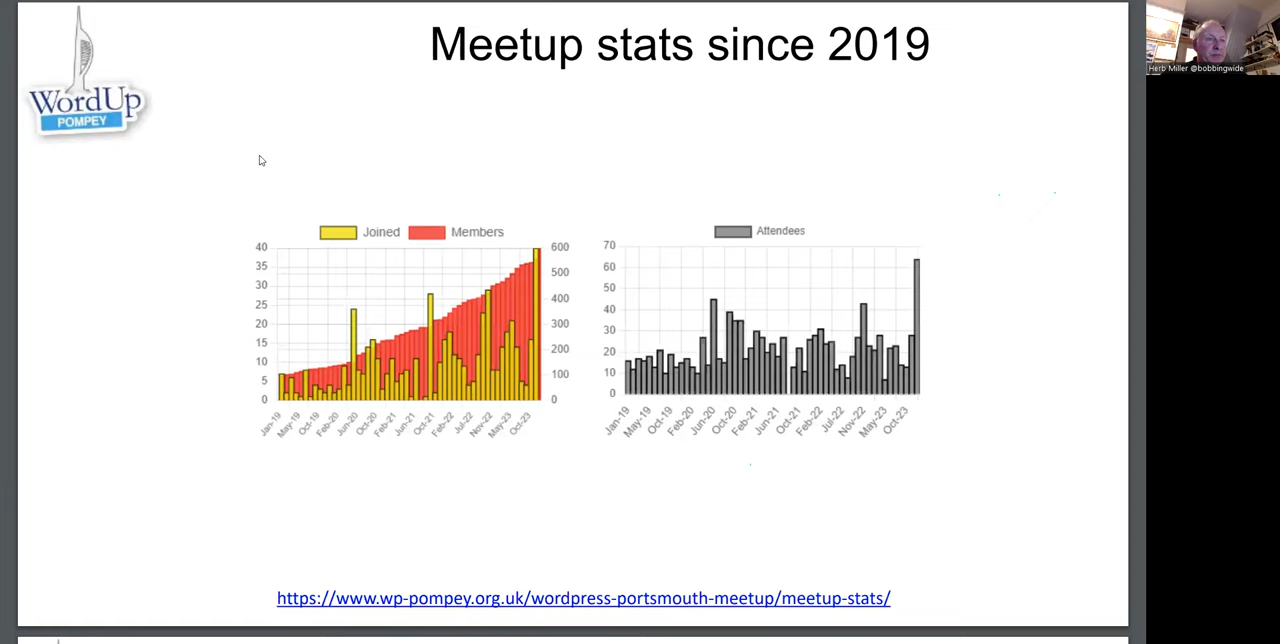 Meetup stats since 2019
WordUp
POMPEY
Herb Miller @bobbingwide
Joined
Members
40
35
30
25
20
15
10
5
0
600
500
400
300
200
100
0
Jan-19
May-19
Oct-19
Feb-20
Jun-20
Oct-20
Feb-21
Jun-21
Oct-21
Feb-22
Jul-22
Nov-22
May-23
Oct-23
Attendees
70
60
50
40
30
20
10
0
Jan-19
May-19
Oct-19
Feb-20
Jun-20
Oct-20
Feb-21
Jun-21
Oct-21
Feb-22
Jul-22
Nov-22
May-23
Oct-23
https://www.wp-pompey.org.uk/wordpress-portsmouth-meetup/meetup-stats/